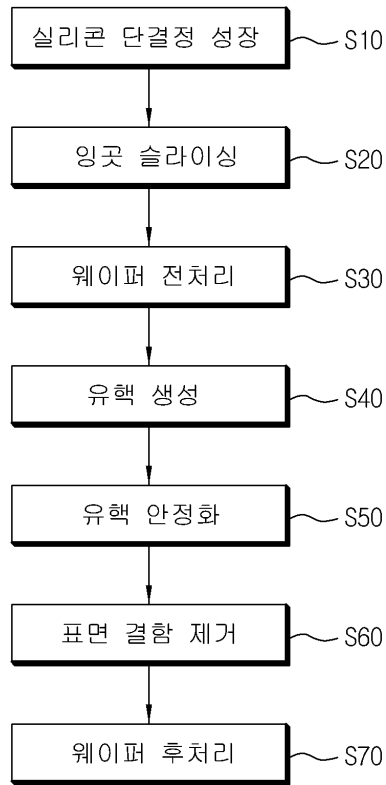 실리콘 단결정 성장 S10
잉곳 슬라이싱 S20
웨이퍼 전처리 S30
유핵 생성 S40
유핵 안정화 S50
표면 결함 제거 S60
웨이퍼 후처리 S70